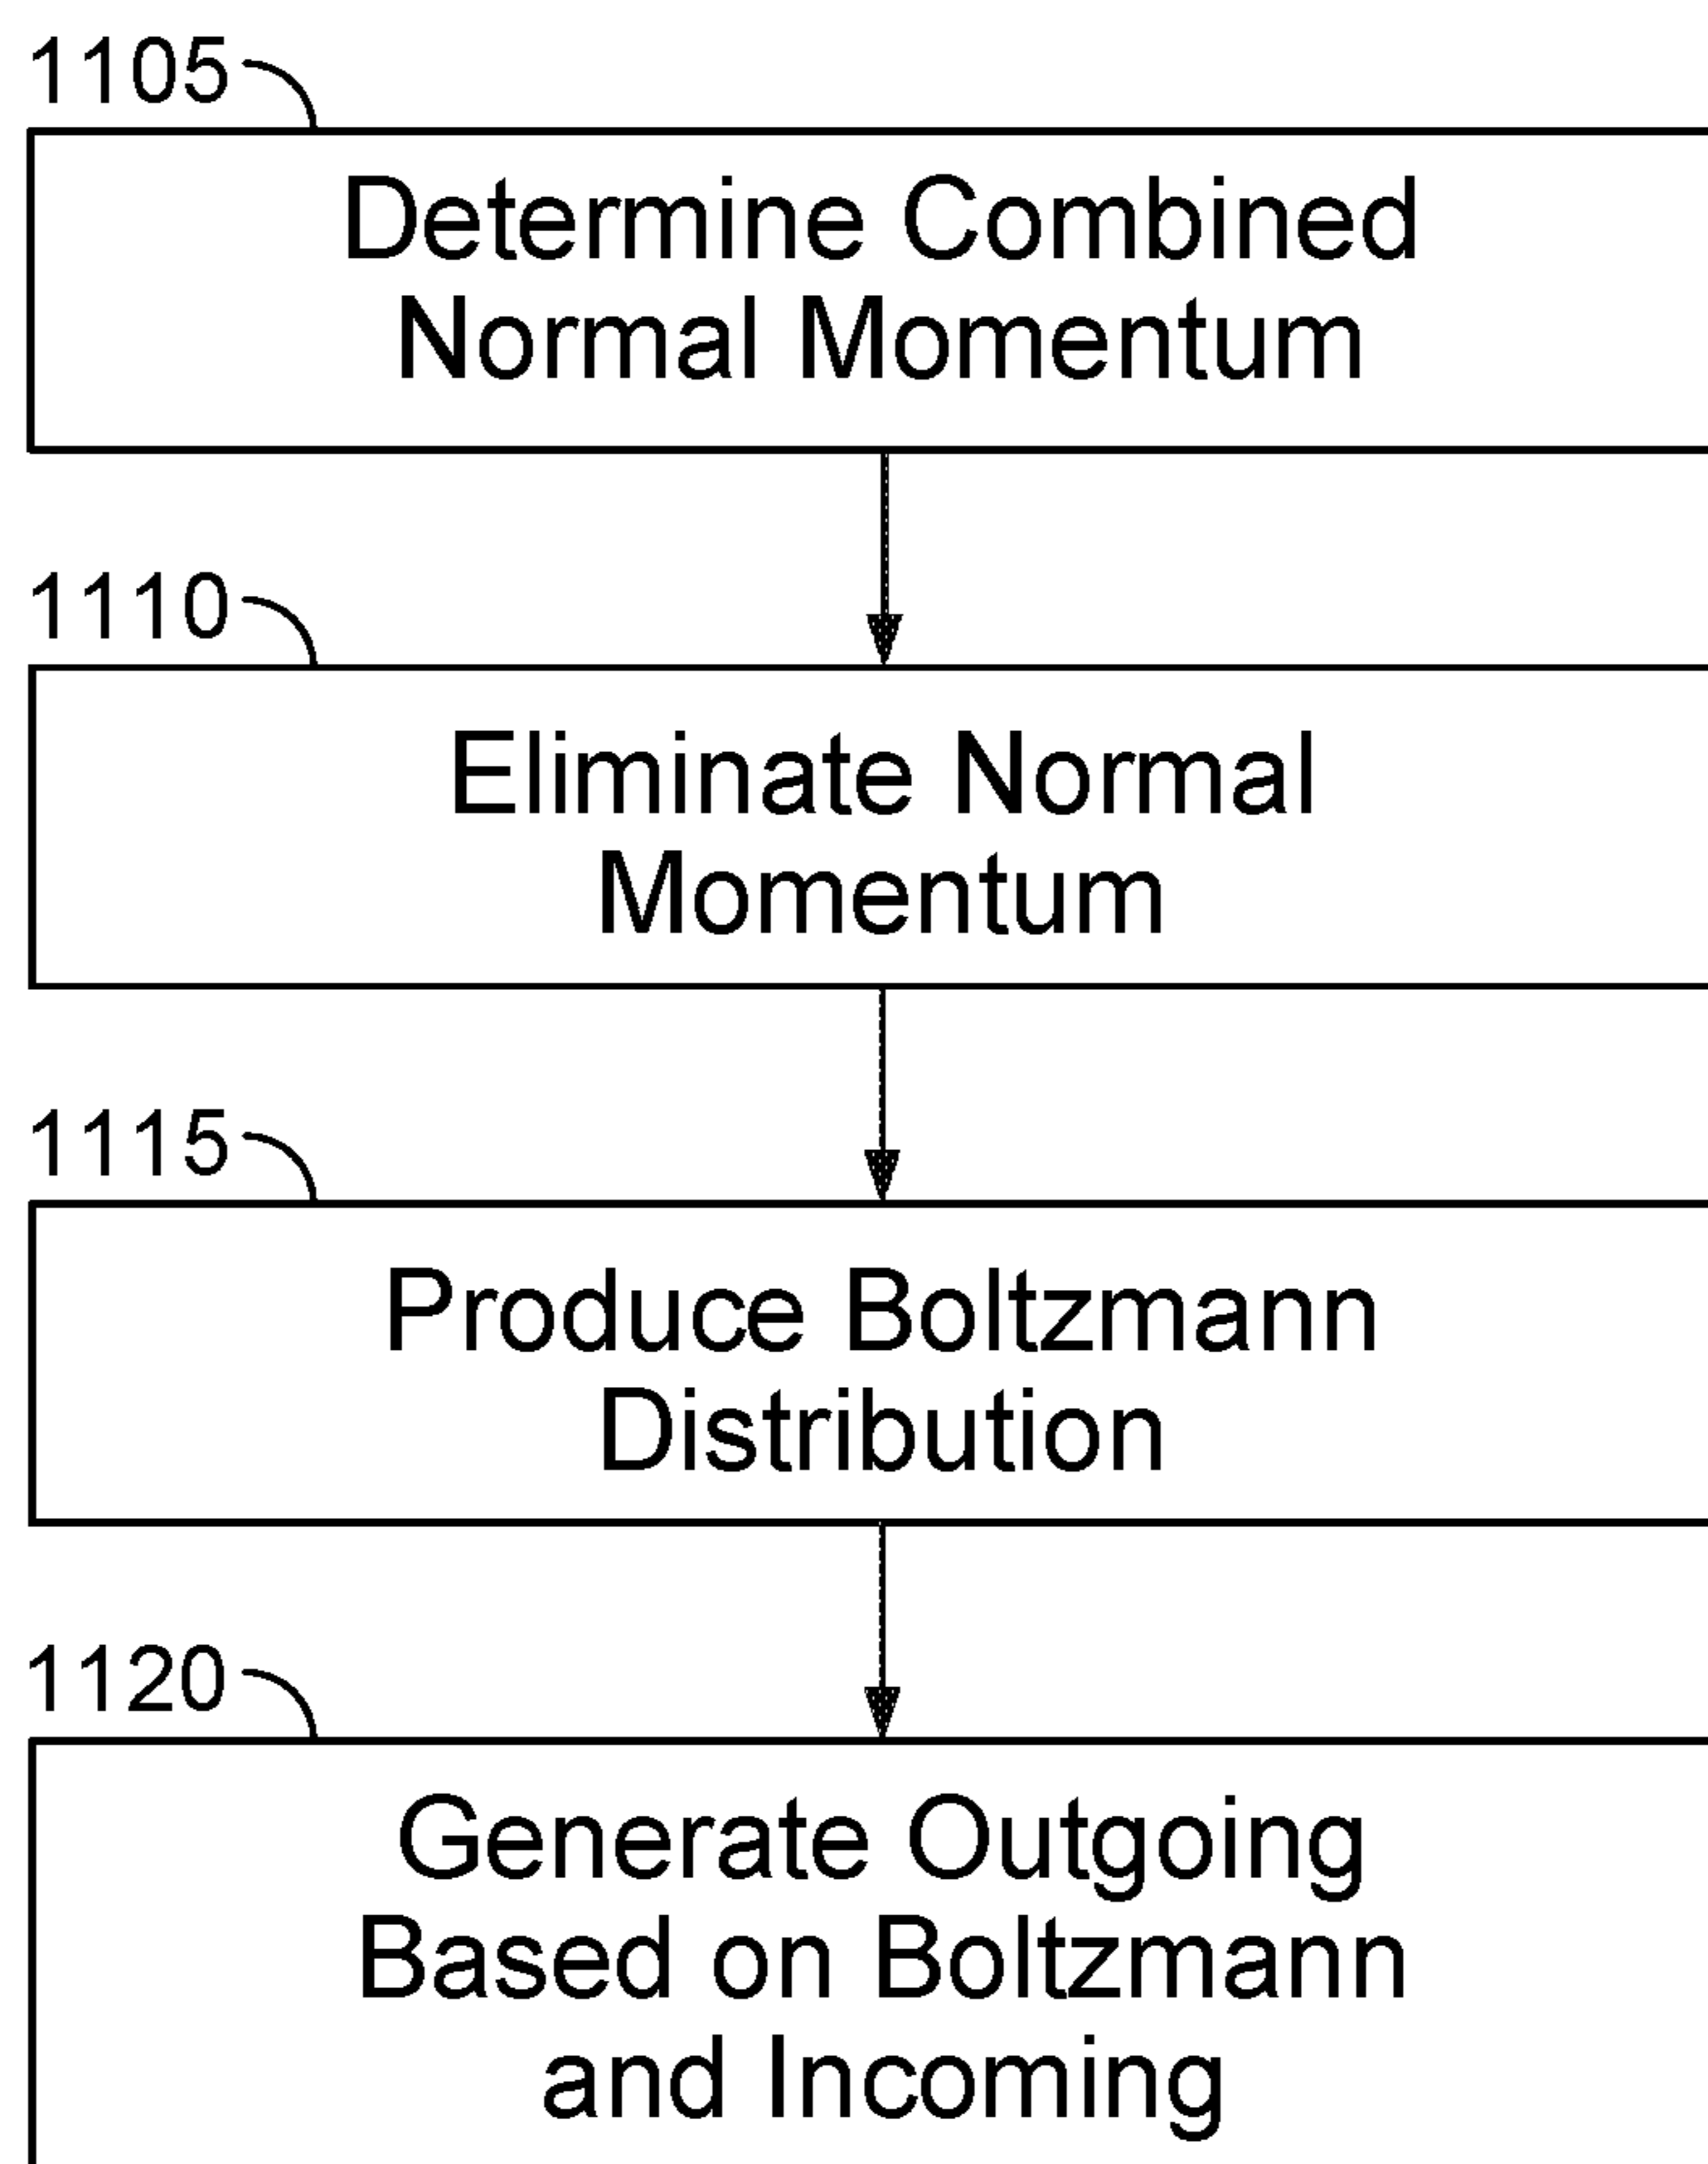 1105
Determine Combined
Normal Momentum
1110
Eliminate Normal
Momentum
1115
Produce Boltzmann
Distribution
1120
Generate Outgoing
Based on Boltzmann
and Incoming